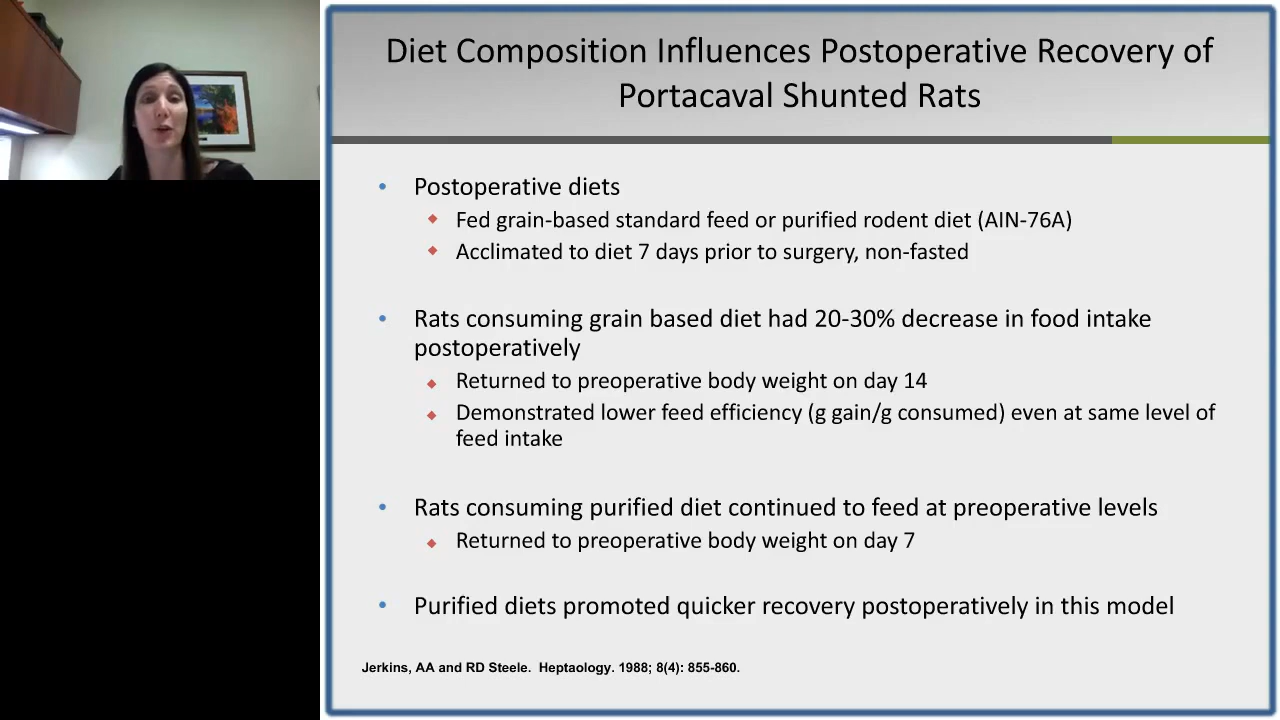 Diet Composition Influences Postoperative Recovery of
Portacaval Shunted Rats
Postoperative diets
Fed grain-based standard feed or purified rodent diet (AIN-76A)
Acclimated to diet 7 days prior to surgery, non-fasted
Rats consuming grain based diet had 20-30% decrease in food intake
postoperatively
Returned to preoperative body weight on day 14
Demonstrated lower feed efficiency (g gain/g consumed) even at same level of
feed intake
Rats consuming purified diet continued to feed at preoperative levels
Returned to preoperative body weight on day 7
Purified diets promoted quicker recovery postoperatively in this model
Jerkins, AA and RD Steele. Heptaology. 1988; 8(4): 855-860.